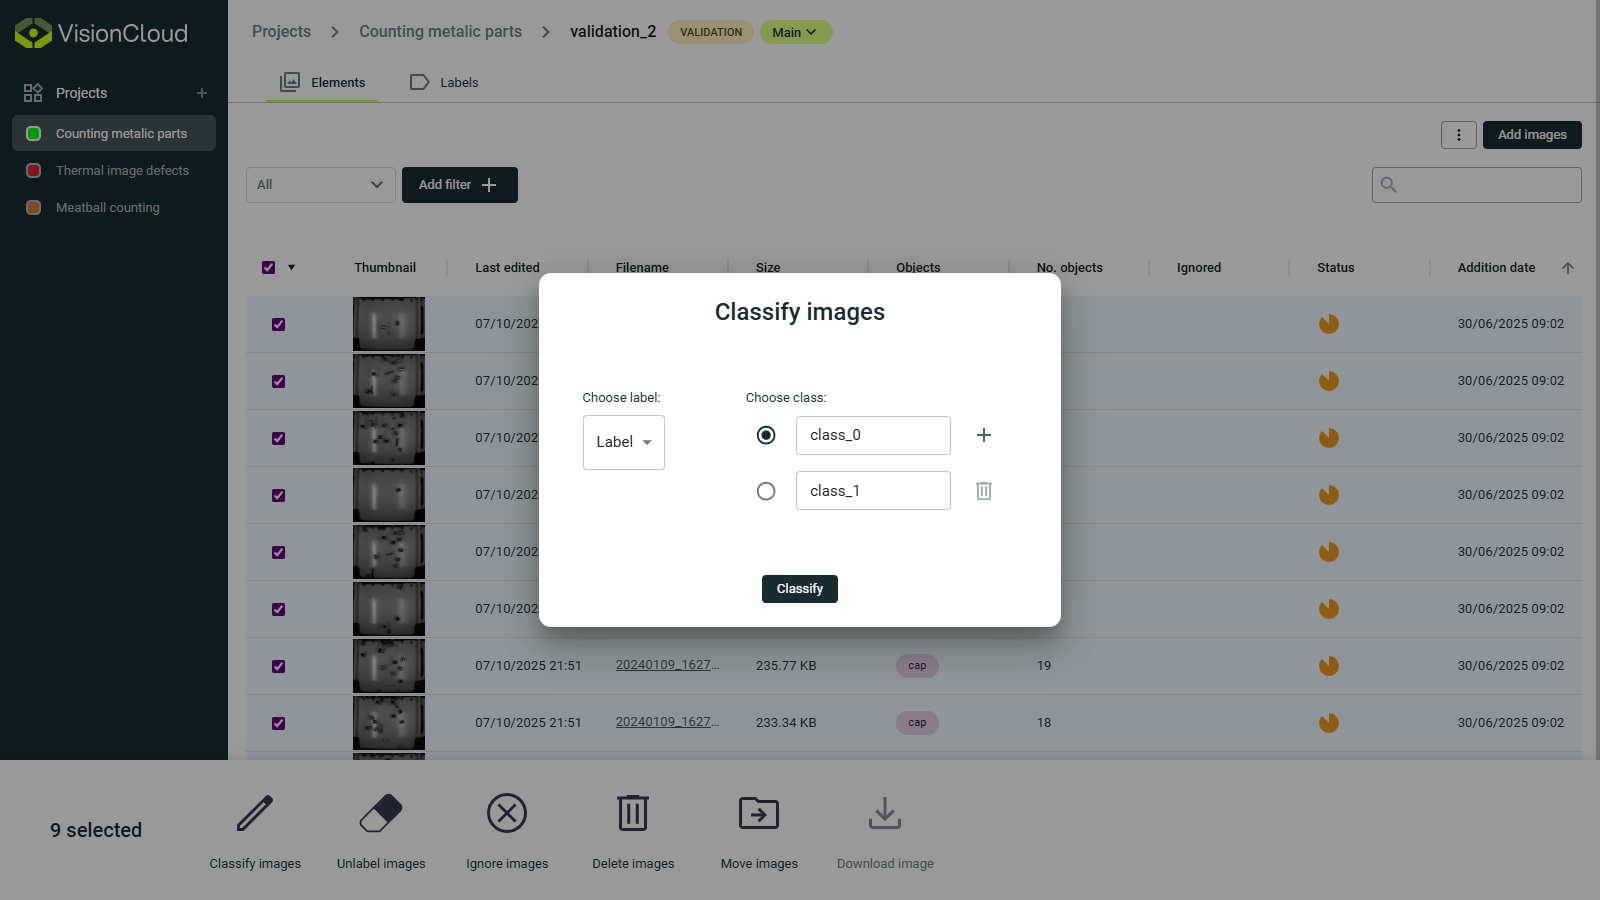 VisionCloud
Projects
Counting metalic parts
Thermal image defects
Meatball counting
Projects > Counting metalic parts > validation_2 VALIDATION Main
Elements Labels
Add images
All Add filter
Thumbnail Last edited Filename Size Objects No. objects Ignored Status Addition date
07/10/202 30/06/2025 09:02
07/10/202 30/06/2025 09:02
07/10/202 30/06/2025 09:02
07/10/202 30/06/2025 09:02
07/10/202 30/06/2025 09:02
07/10/202 30/06/2025 09:02
07/10/2025 21:51 20240109_1627... 235.77 KB cap 19 30/06/2025 09:02
07/10/2025 21:51 20240109_1627... 233.34 KB cap 18 30/06/2025 09:02
Classify images
Choose label: Choose class:
Label class_0
class_1
Classify
9 selected
Classify images Unlabel images Ignore images Delete images Move images Download image